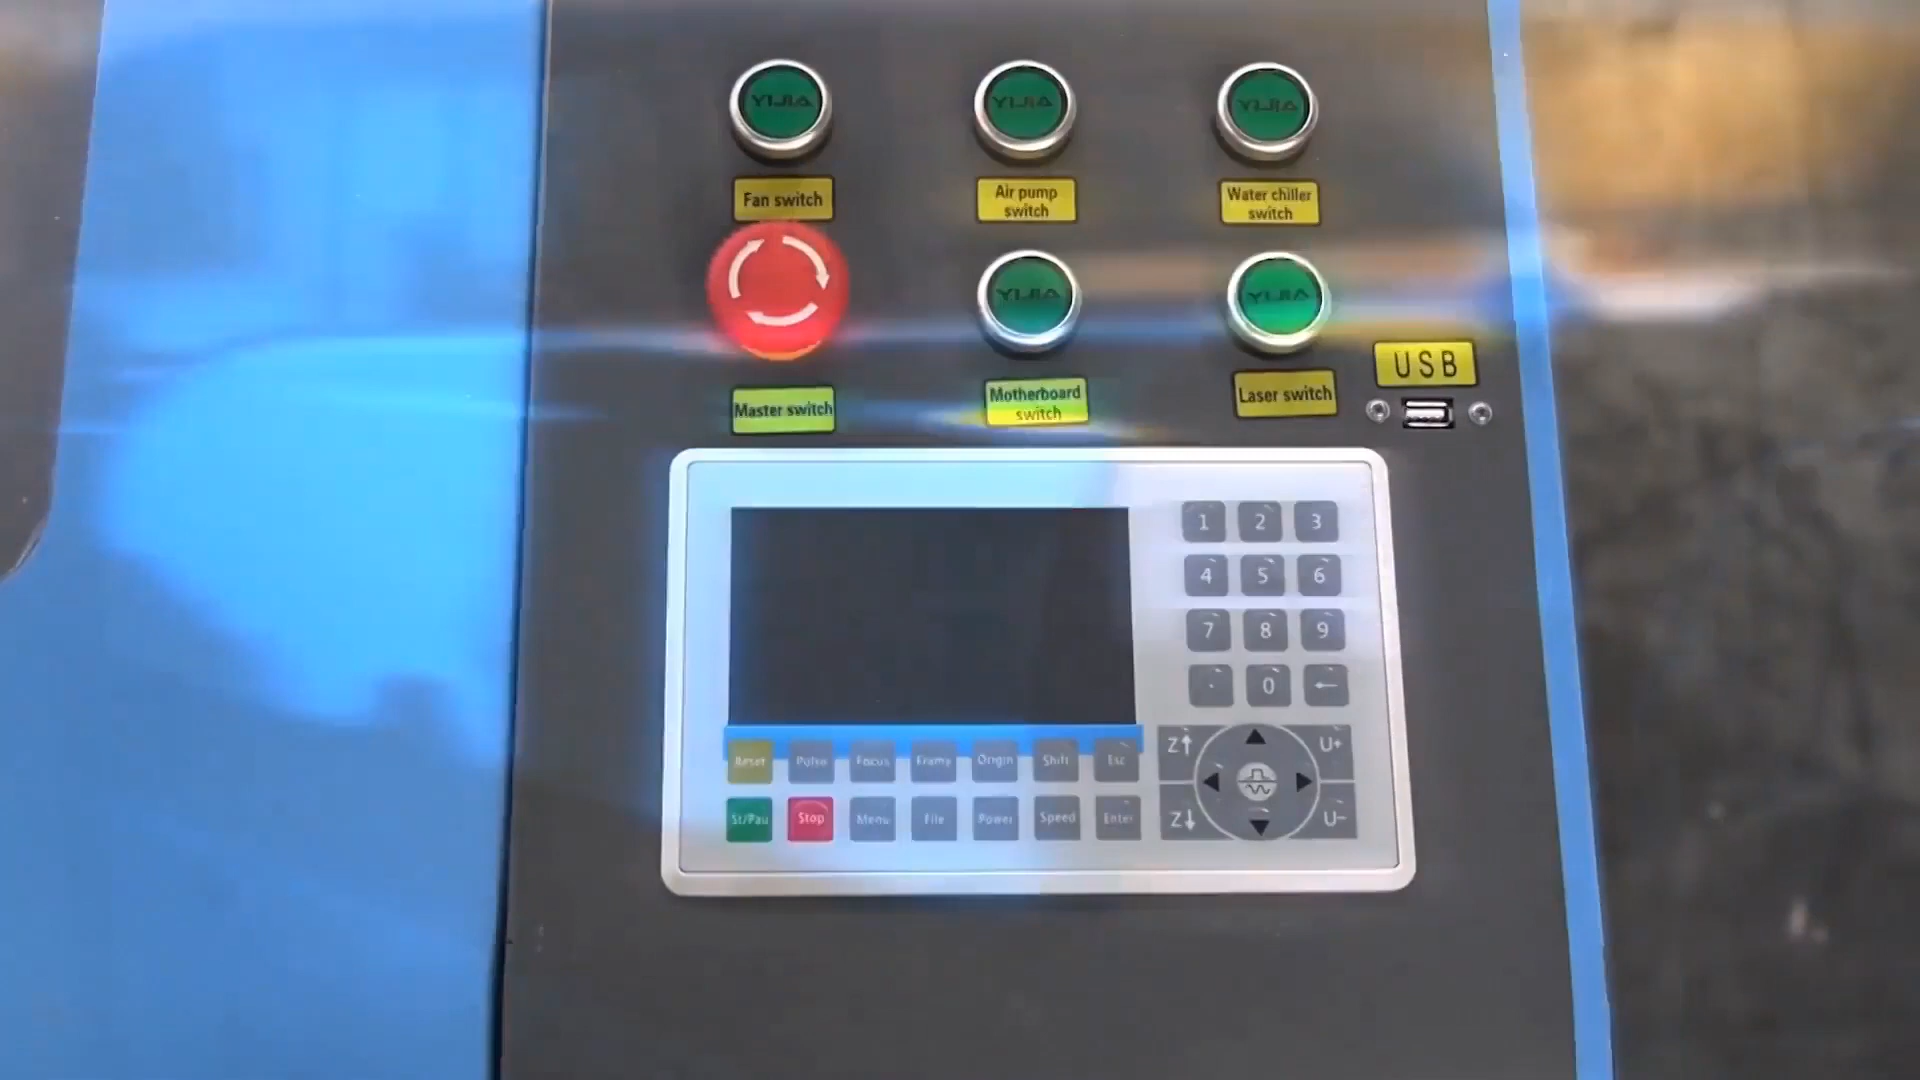 YIJIA
YIJIA
YIJIA
Fan switch
Air pump
switch
Water chiller
switch
YIJIA
YIJIA
Master switch
Motherboard
switch
Laser switch
USB
1 2 3
4 5 6
7 8 9
. 0 ←
Reset Pulse Focus Framy Origin Shift Esc
Z↑ U+
St/Pau Stop Menu File Power Speed Enter
Z↓ U-